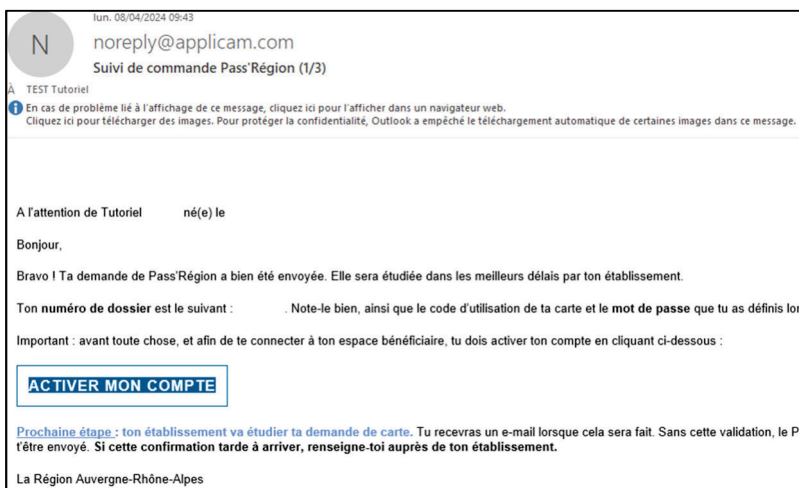 lun. 08/04/2024 09:43
N
noreply@applicam.com
Suivi de commande Pass'Région (1/3)
À TEST Tutoriel
En cas de problème lié à l'affichage de ce message, cliquez ici pour l'afficher dans un navigateur web.
Cliquez ici pour télécharger des images. Pour protéger la confidentialité, Outlook a empêché le téléchargement automatique de certaines images dans ce message.
A l'attention de Tutoriel né(e) le
Bonjour,
Bravo ! Ta demande de Pass'Région a bien été envoyée. Elle sera étudiée dans les meilleurs délais par ton établissement.
Ton numéro de dossier est le suivant : . Note-le bien, ainsi que le code d'utilisation de ta carte et le mot de passe que tu as définis lor
Important : avant toute chose, et afin de te connecter à ton espace bénéficiaire, tu dois activer ton compte en cliquant ci-dessous :
ACTIVER MON COMPTE
Prochaine étape : ton établissement va étudier ta demande de carte. Tu recevras un e-mail lorsque cela sera fait. Sans cette validation, le P
t'être envoyé. Si cette confirmation tarde à arriver, renseigne-toi auprès de ton établissement.
La Région Auvergne-Rhône-Alpes